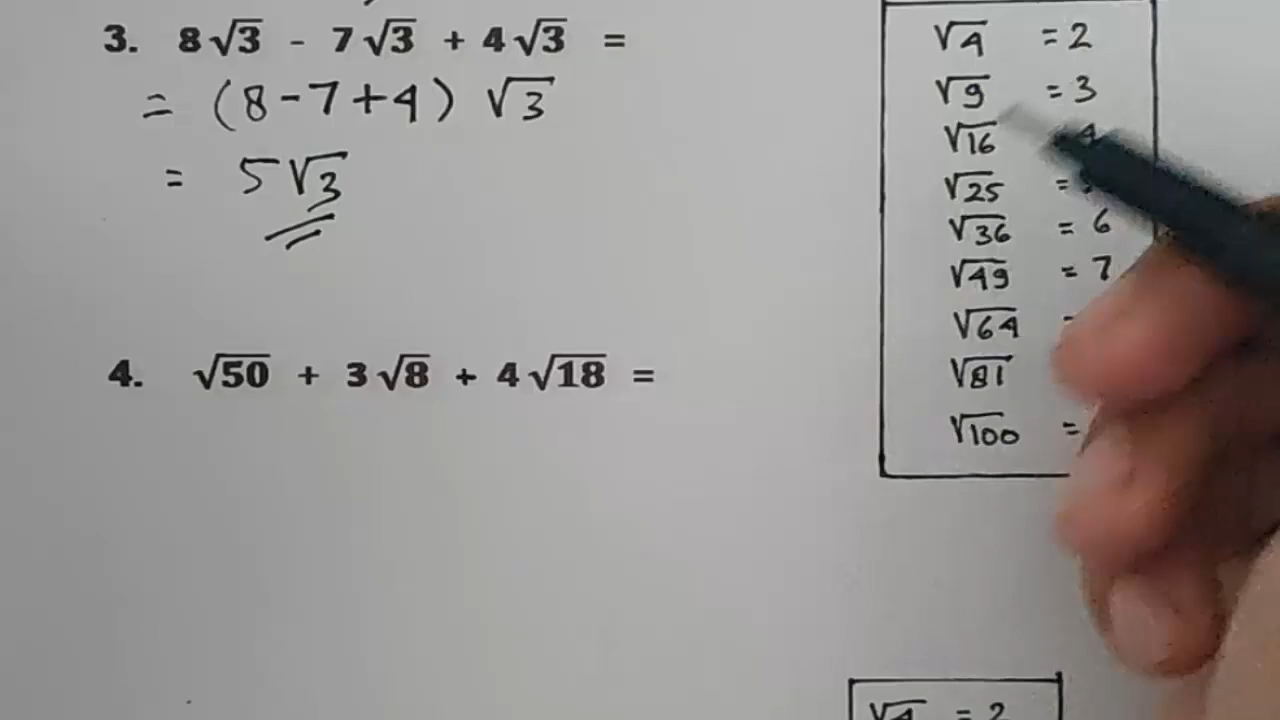 3. 8√3 - 7√3 + 4√3 =
= (8-7+4) √3
= 5√3
4. √50 + 3√8 + 4√18 =
√4 = 2
√9 = 3
√16 4
√25 =
√36 = 6
√49 = 7
√64 =
√81
√100 =
√4 = 2